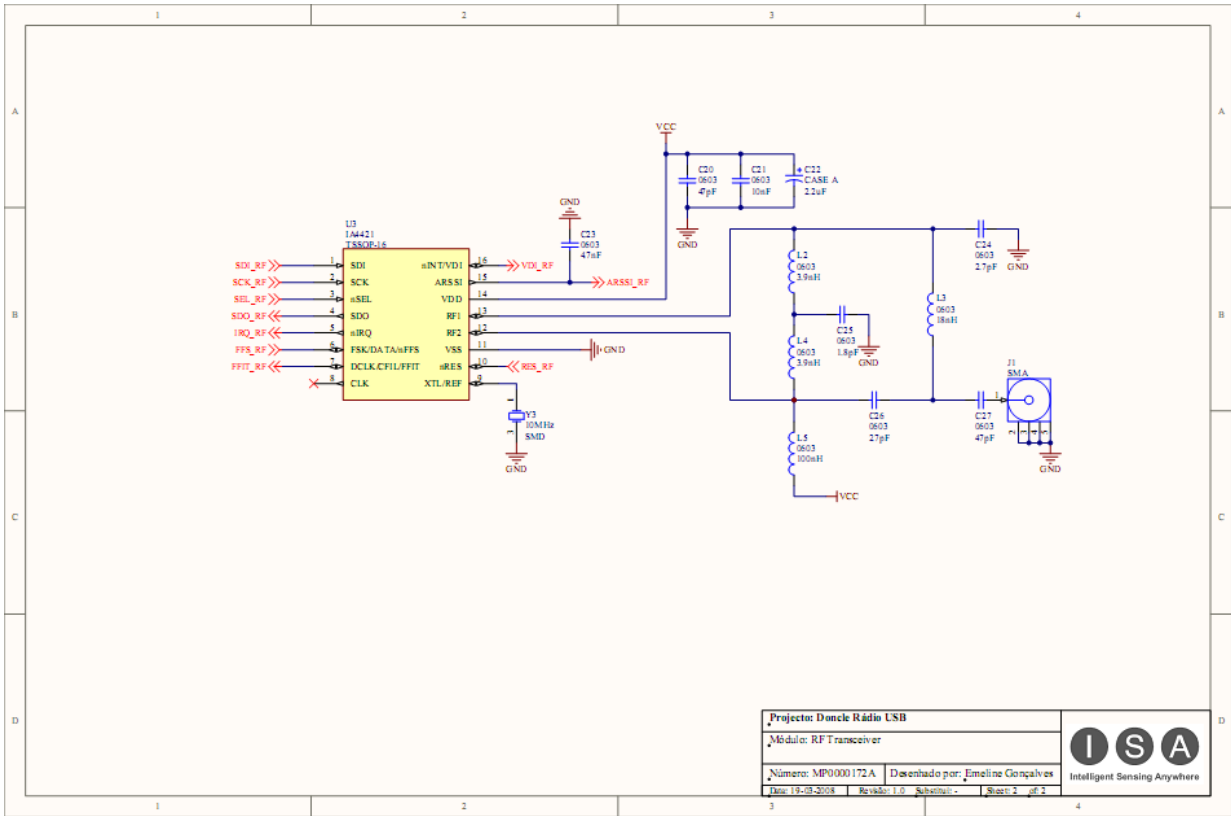 1 2 3 4
A A
B B
C C
D D
VCC
C20
0603
47pF
C21
0603
10nF
C22
CASE A
2.2uF
GND
GND
C23
0603
47nF
U3
IA4421
TSSOP-16
SDI_RF 1 SDI nINT/VDI 16 VDI_RF
SCK_RF 2 SCK ARSSI 15 ARSSI_RF
SEL_RF 3 nSEL VDD 14
SDO_RF 4 SDO RF1 13
IRQ_RF 5 nIRQ RF2 12
FFS_RF 6 FSK/DATA/nFFS VSS 11 GND
FFIT_RF 7 DCLK/CFIL/FFIT nRES 10 RES_RF
8 CLK XTL/REF 9
1
Y3
10MHz
SMD
3
GND
L2
0603
3.9nH
C24
0603
2.7pF
GND
L3
0603
18nH
C25
0603
1.8pF
GND
L4
0603
3.9nH
J1
SMA
1
2 3 4 5
GND
C26
0603
27pF
C27
0603
47pF
L5
0603
100nH
VCC
Projecto: Doncle Rádio USB
Módulo: RF Transceiver
Número: MP0000172A Desenhado por: Emeline Gonçalves
Data: 19-03-2008 Revisão: 1.0 Substitui: - Sheet: 2 of: 2
ISA
Intelligent Sensing Anywhere
1 2 3 4